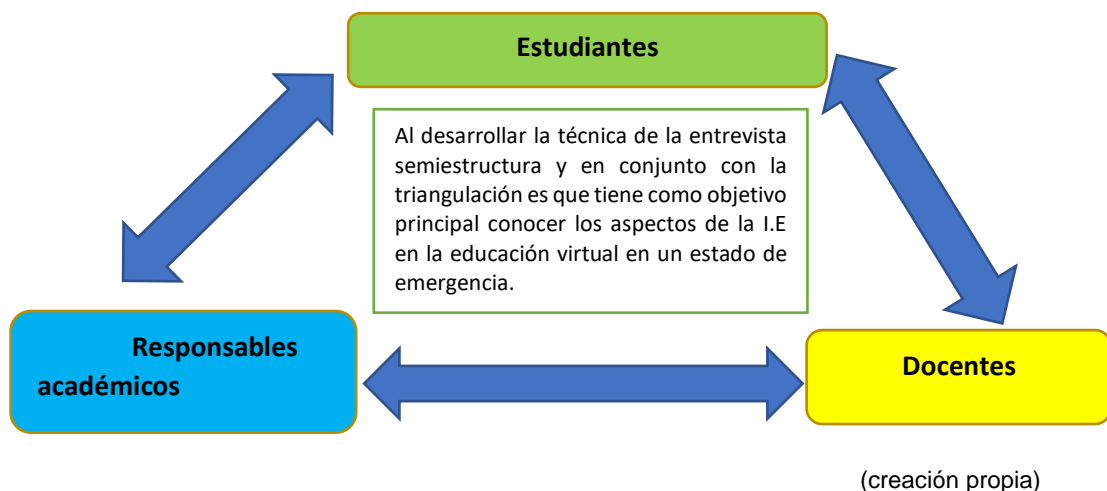 Estudiantes
Al desarrollar la técnica de la entrevista
semiestructura y en conjunto con la
triangulación es que tiene como objetivo
principal conocer los aspectos de la I.E
en la educación virtual en un estado de
emergencia.
Responsables
académicos
Docentes
(creación propia)